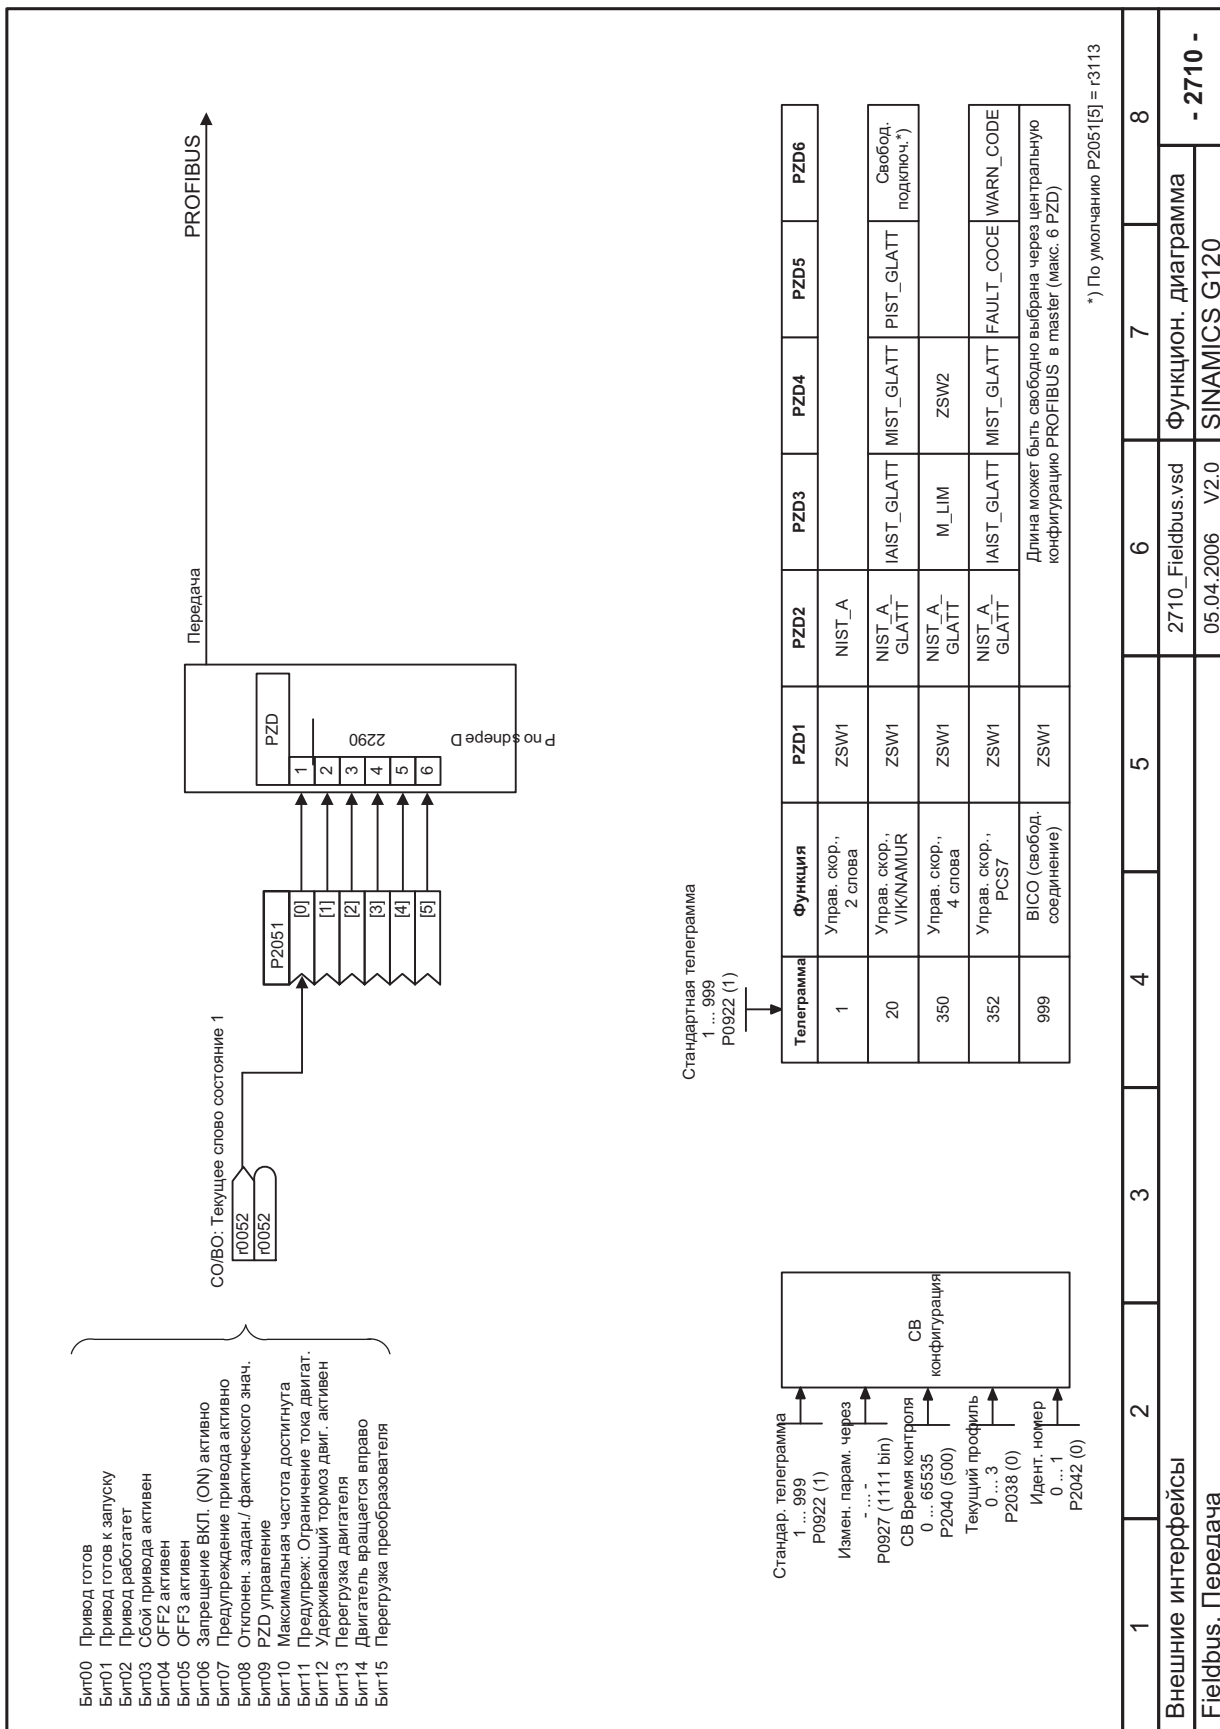 Бит00 Привод готов
Бит01 Привод готов к запуску
Бит02 Привод работатет
Бит03 Сбой привода активен
Бит04 OFF2 активен
Бит05 OFF3 активен
Бит06 Запрещение ВКЛ. (ON) активно
Бит07 Предупреждение привода активно
Бит08 Отклонен. задан./ фактического знач.
Бит09 PZD управление
Бит10 Максимальная частота достигнута
Бит11 Предупреж: Ограничение тока двигат.
Бит12 Удерживающий тормоз двиг. активен
Бит13 Перегрузка двигателя
Бит14 Двигатель вращается вправо
Бит15 Перегрузка преобразователя
CO/BO: Текущее слово состояние 1
r0052
r0052
P2051
[0]
[1]
[2]
[3]
[4]
[5]
PZD
1
2
3
4
5
6
2290
Передача
PROFIBUS
Стандар. телеграмма
1 ... 999
P0922 (1)
Измен. парам. через
- ... -
P0927 (1111 bin)
CB Время контроля
0 ... 65535
P2040 (500)
Текущий профиль
0 ... 3
P2038 (0)
Идент. номер
0 ... 1
P2042 (0)
CB
конфигурация
Стандартная телеграмма
1 ... 999
P0922 (1)
Телеграмма Функция PZD1 PZD2 PZD3 PZD4 PZD5 PZD6
1 Управ. скор., 2 слова ZSW1 NIST_A
20 Управ. скор., VIK/NAMUR ZSW1 NIST_A_ GLATT IAIST_GLATT MIST_GLATT PIST_GLATT Свобод. подключ.*)
350 Управ. скор., 4 слова ZSW1 NIST_A_ GLATT M_LIM ZSW2
352 Управ. скор., PCS7 ZSW1 NIST_A_ GLATT IAIST_GLATT MIST_GLATT FAULT_COCE WARN_CODE
999 BICO (свобод. соединение) ZSW1 Длина может быть свободно выбрана через центральную конфигурацию PROFIBUS в master (макс. 6 PZD)
*) По умолчанию P2051[5] = r3113
1 2 3 4 5 6 7 8
Внешние интерфейсы 2710_Fieldbus.vsd Функцион. диаграмма - 2710 -
Fieldbus, Передача 05.04.2006 V2.0 SINAMICS G120